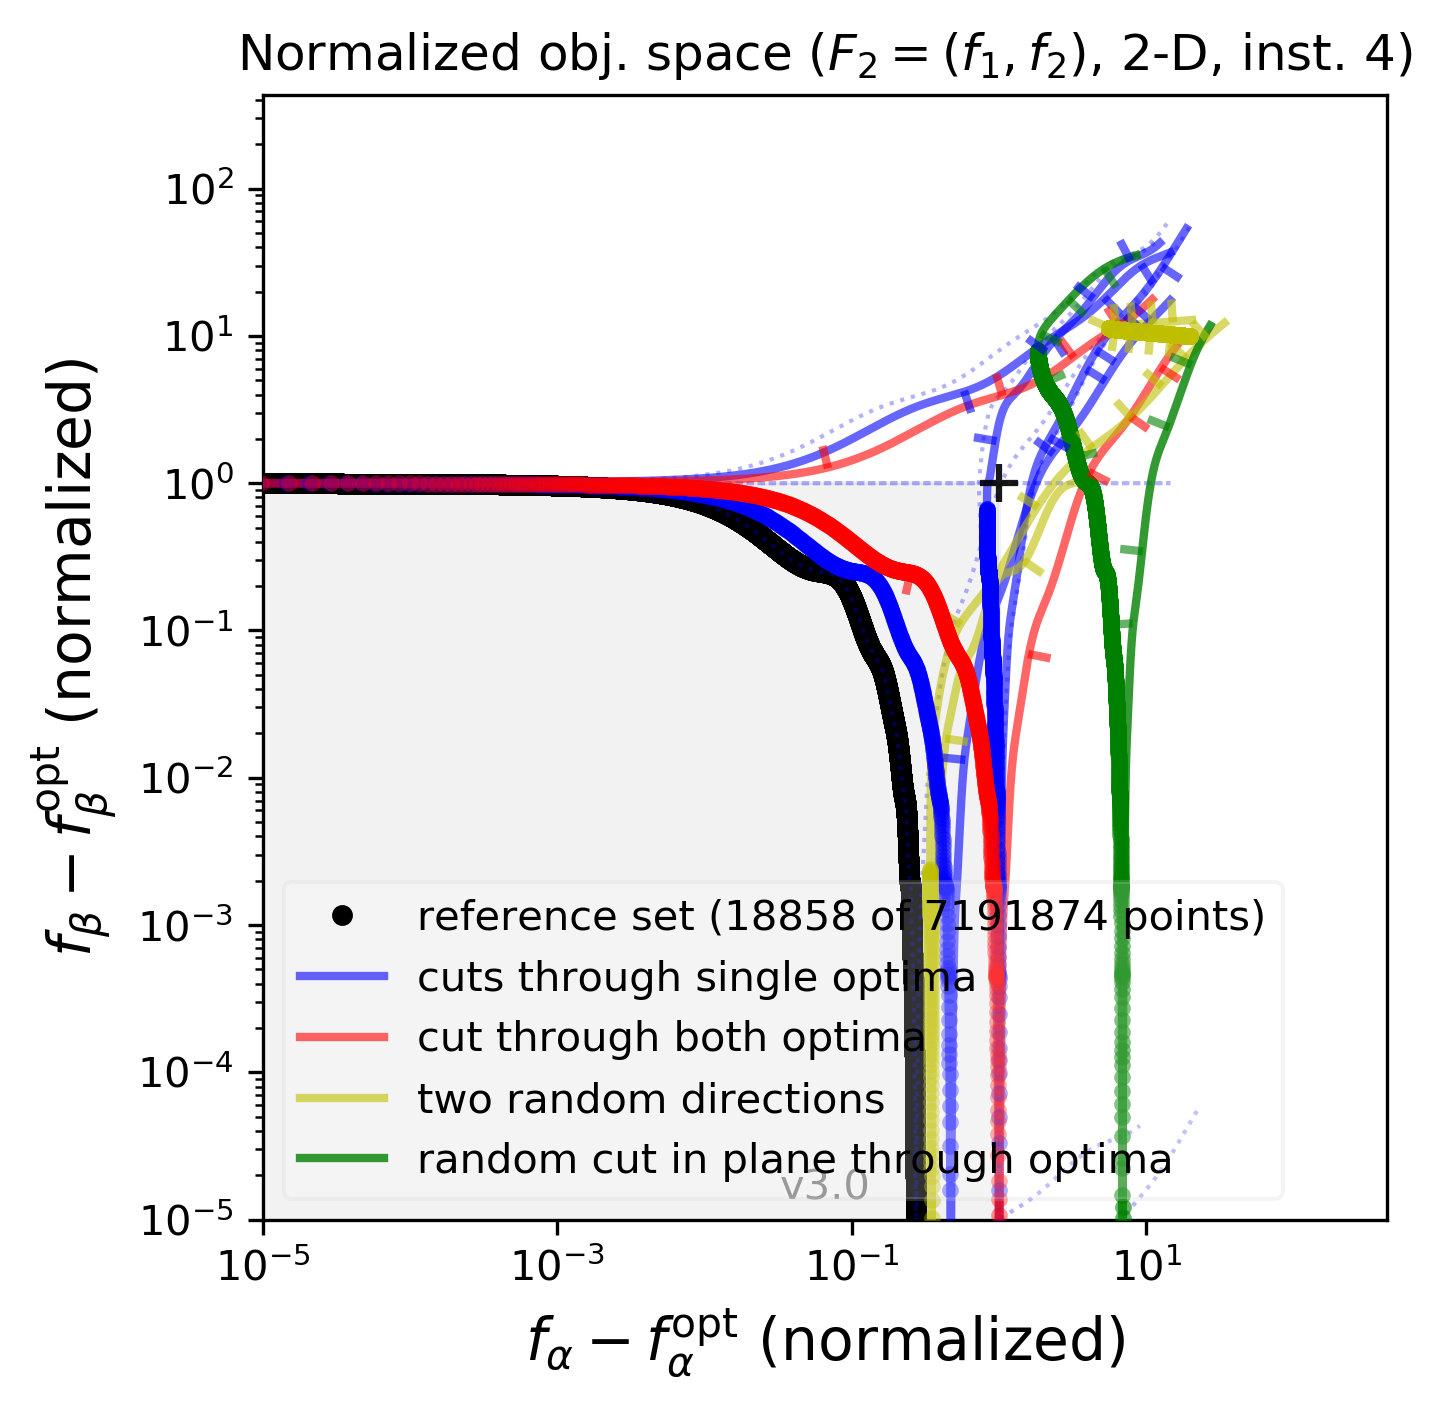 Normalized obj. space (F₂ = (f₁, f₂), 2-D, inst. 4)
f_β − f_β^opt (normalized)
10²
10¹
10⁰
10⁻¹
10⁻²
10⁻³
10⁻⁴
10⁻⁵
reference set (18858 of 7191874 points)
cuts through single optima
cut through both optima
two random directions
random cut in plane through optima
v3.0
10⁻⁵ 10⁻³ 10⁻¹ 10¹
f_α − f_α^opt (normalized)